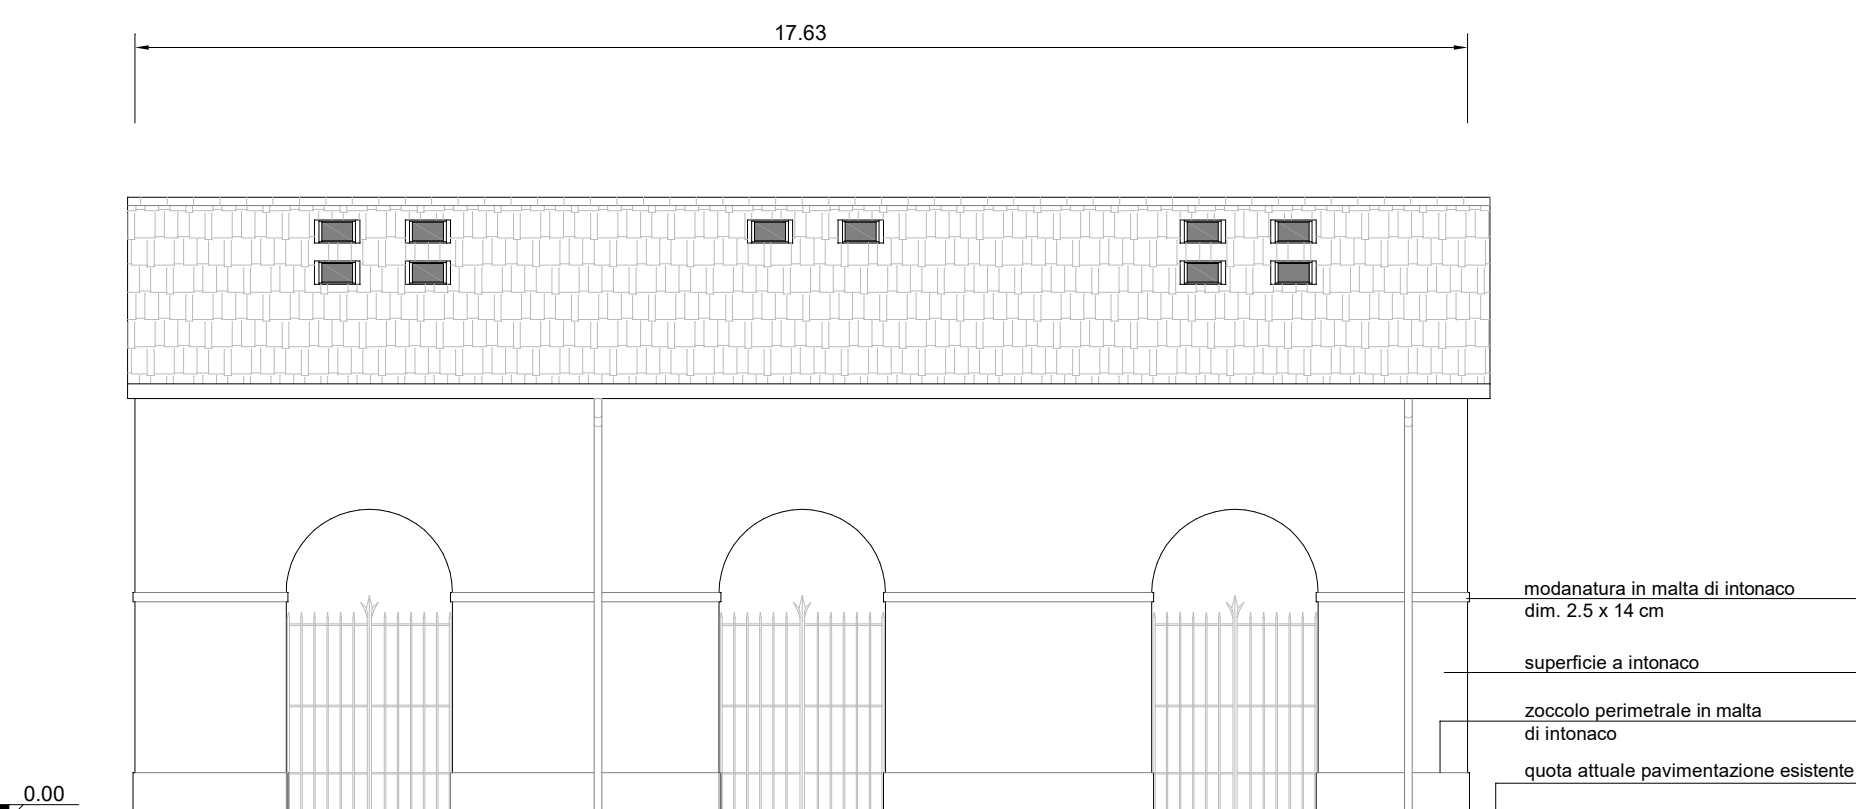 17.63
modanatura in malta di intonaco
dim. 2.5 x 14 cm
superficie a intonaco
zoccolo perimetrale in malta
di intonaco
quota attuale pavimentazione esistente
0.00